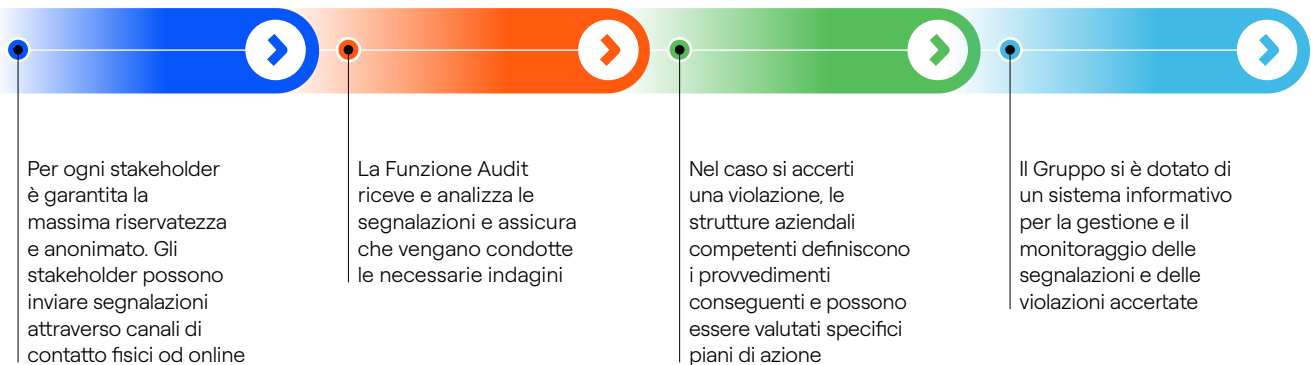 Per ogni stakeholder
è garantita la
massima riservatezza
e anonimato. Gli
stakeholder possono
inviare segnalazioni
attraverso canali di
contatto fisici od online
La Funzione Audit
riceve e analizza le
segnalazioni e assicura
che vengano condotte
le necessarie indagini
Nel caso si accerti
una violazione, le
strutture aziendali
competenti definiscono
i provvedimenti
conseguenti e possono
essere valutati specifici
piani di azione
Il Gruppo si è dotato di
un sistema informativo
per la gestione e il
monitoraggio delle
segnalazioni e delle
violazioni accertate